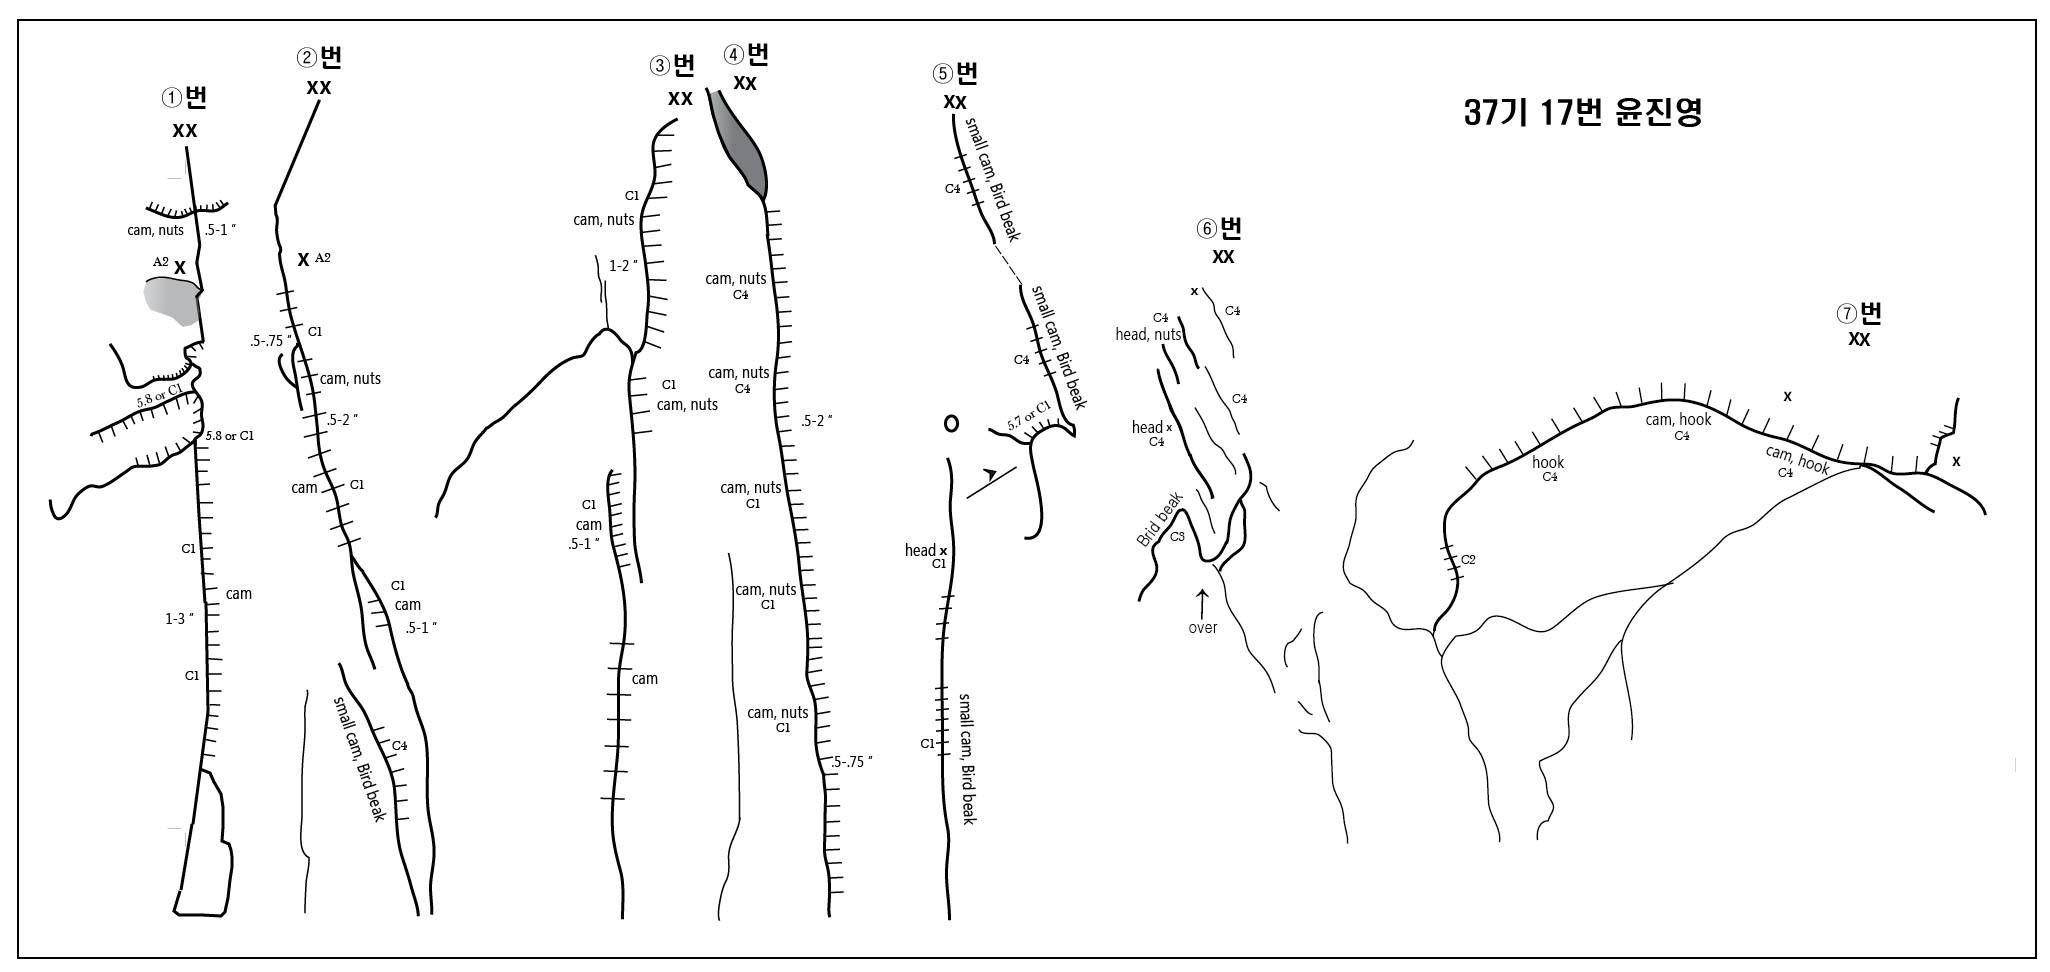 ①번
XX
cam, nuts
.5-1 "
A2 X
5.8 or C1
5.8 or C1
C1
cam
1-3 "
C1
②번
XX
X A2
C1
.5-.75 "
cam, nuts
.5-2 "
cam
C1
C1
cam
.5-1 "
small cam, Bird beak
C4
③번
XX
C1
cam, nuts
1-2 "
C1
cam, nuts
C1
cam
.5-1 "
cam
④번
XX
cam, nuts
C4
cam, nuts
C4
.5-2 "
cam, nuts
C1
cam, nuts
C1
cam, nuts
C1
.5-.75 "
⑤번
XX
small cam, Bird beak
C4
small cam, Bird beak
C4
5.7 or C1
head x
C1
small cam, Bird beak
C1
⑥번
XX
x
C4
C4
head, nuts
C4
head x
C4
Brid beak
C3
over
37기 17번 윤진영
⑦번
XX
x
cam, hook
C4
cam, hook
C4
hook
C4
x
C2